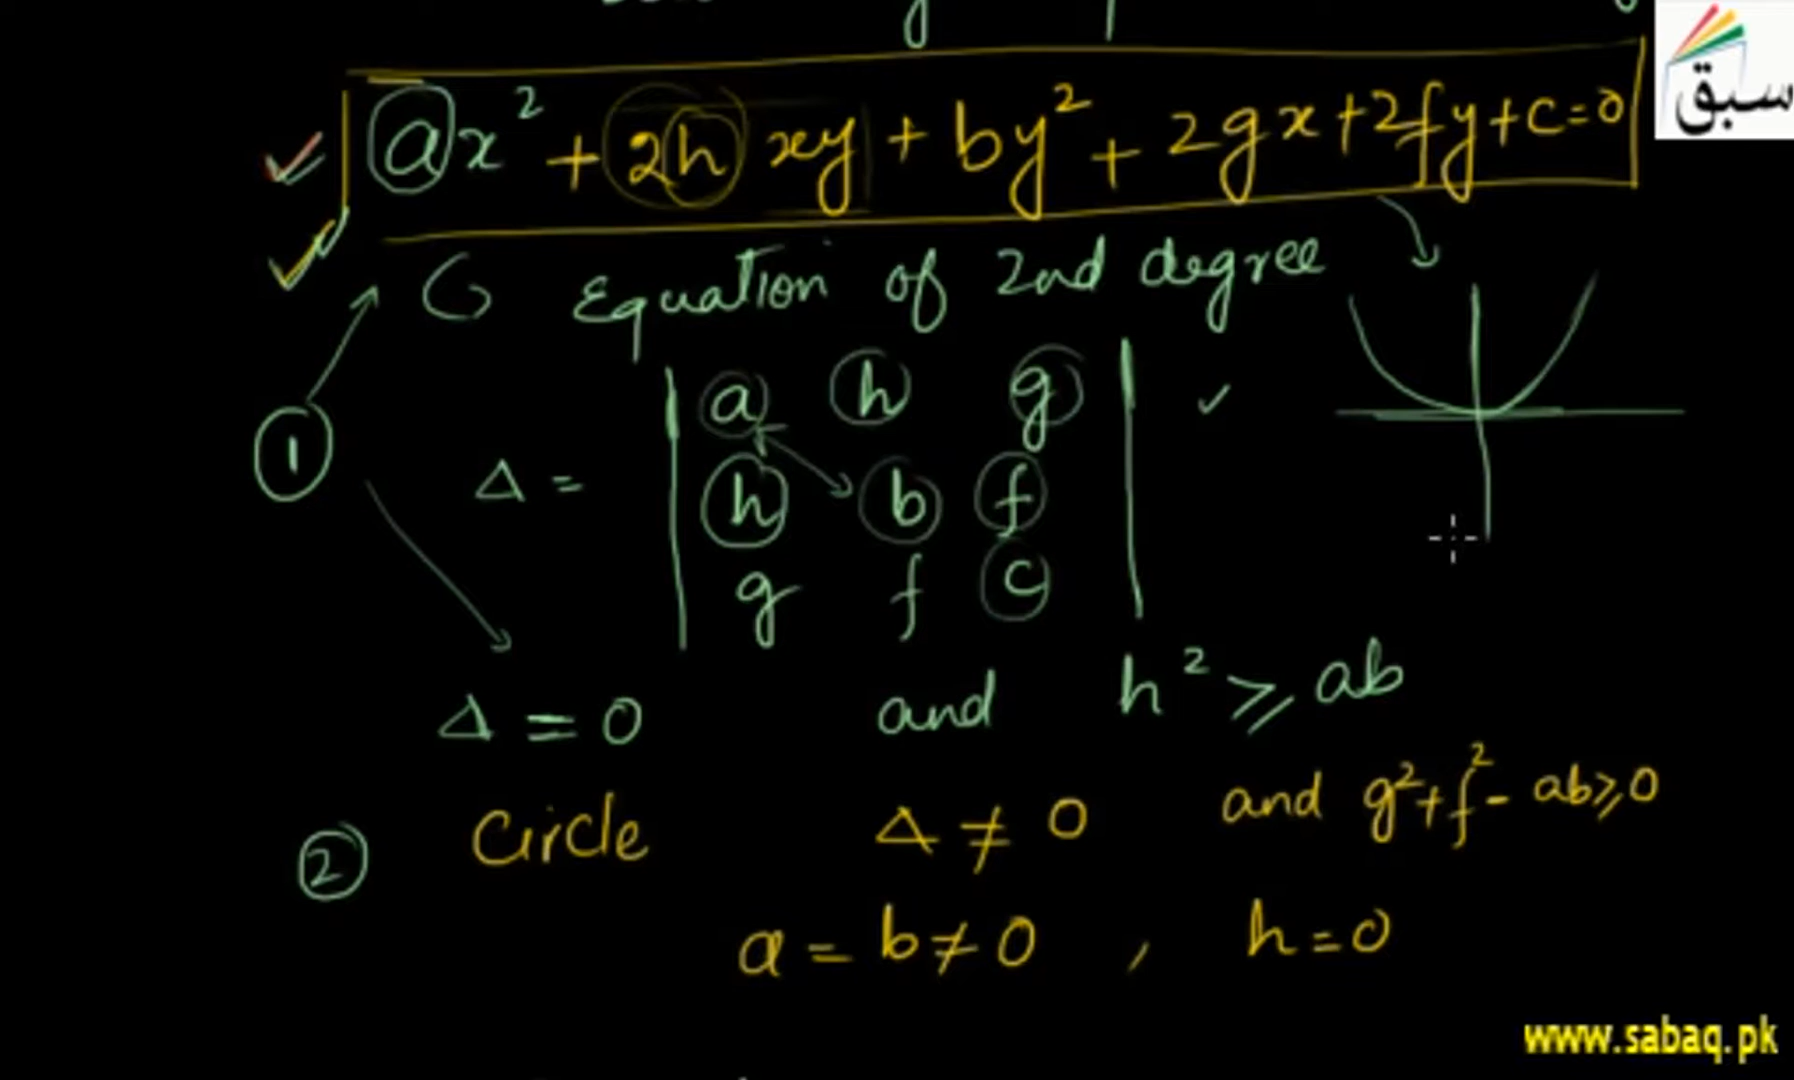 سبق
ax² + 2hxy + by² + 2gx + 2fy + c = 0
Equation of 2nd degree
①
Δ = | a h g |
| h b f |
| g f c |
Δ = 0 and h² ≥ ab
② Circle Δ ≠ 0 and g² + f² - ab ≥ 0
a = b ≠ 0 , h = 0
www.sabaq.pk